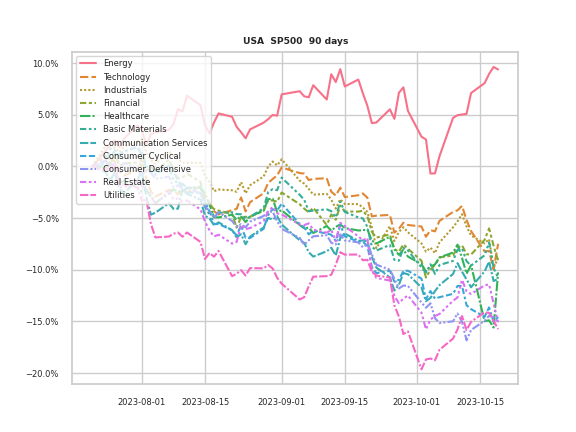 USA SP500 90 days
10.0%
5.0%
0.0%
−5.0%
−10.0%
−15.0%
−20.0%
Energy
Technology
Industrials
Financial
Healthcare
Basic Materials
Communication Services
Consumer Cyclical
Consumer Defensive
Real Estate
Utilities
2023-08-01 2023-08-15 2023-09-01 2023-09-15 2023-10-01 2023-10-15